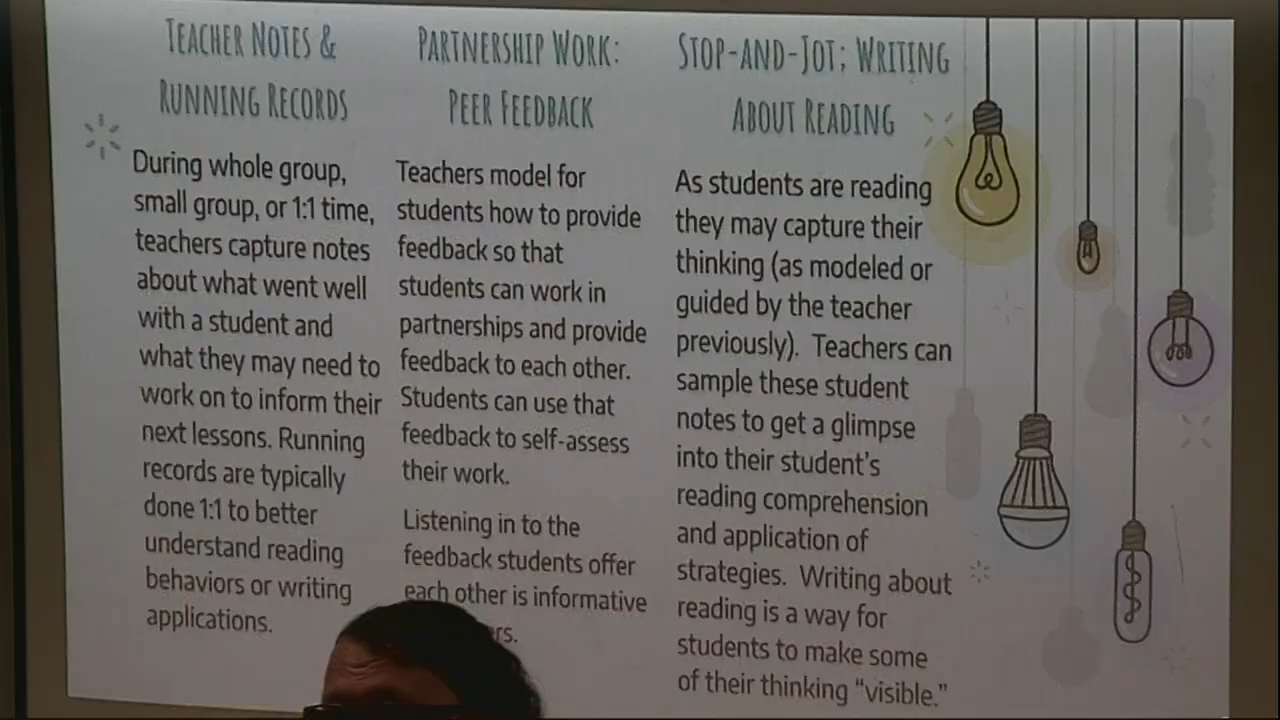 TEACHER NOTES &
RUNNING RECORDS
During whole group,
small group, or 1:1 time,
teachers capture notes
about what went well
with a student and
what they may need to
work on to inform their
next lessons. Running
records are typically
done 1:1 to better
understand reading
behaviors or writing
applications.
PARTNERSHIP WORK:
PEER FEEDBACK
Teachers model for
students how to provide
feedback so that
students can work in
partnerships and provide
feedback to each other.
Students can use that
feedback to self-assess
their work.
Listening in to the
feedback students offer
each other is informative
STOP-AND-JOT; WRITING
ABOUT READING
As students are reading
they may capture their
thinking (as modeled or
guided by the teacher
previously). Teachers can
sample these student
notes to get a glimpse
into their student's
reading comprehension
and application of
strategies. Writing about
reading is a way for
students to make some
of their thinking "visible."